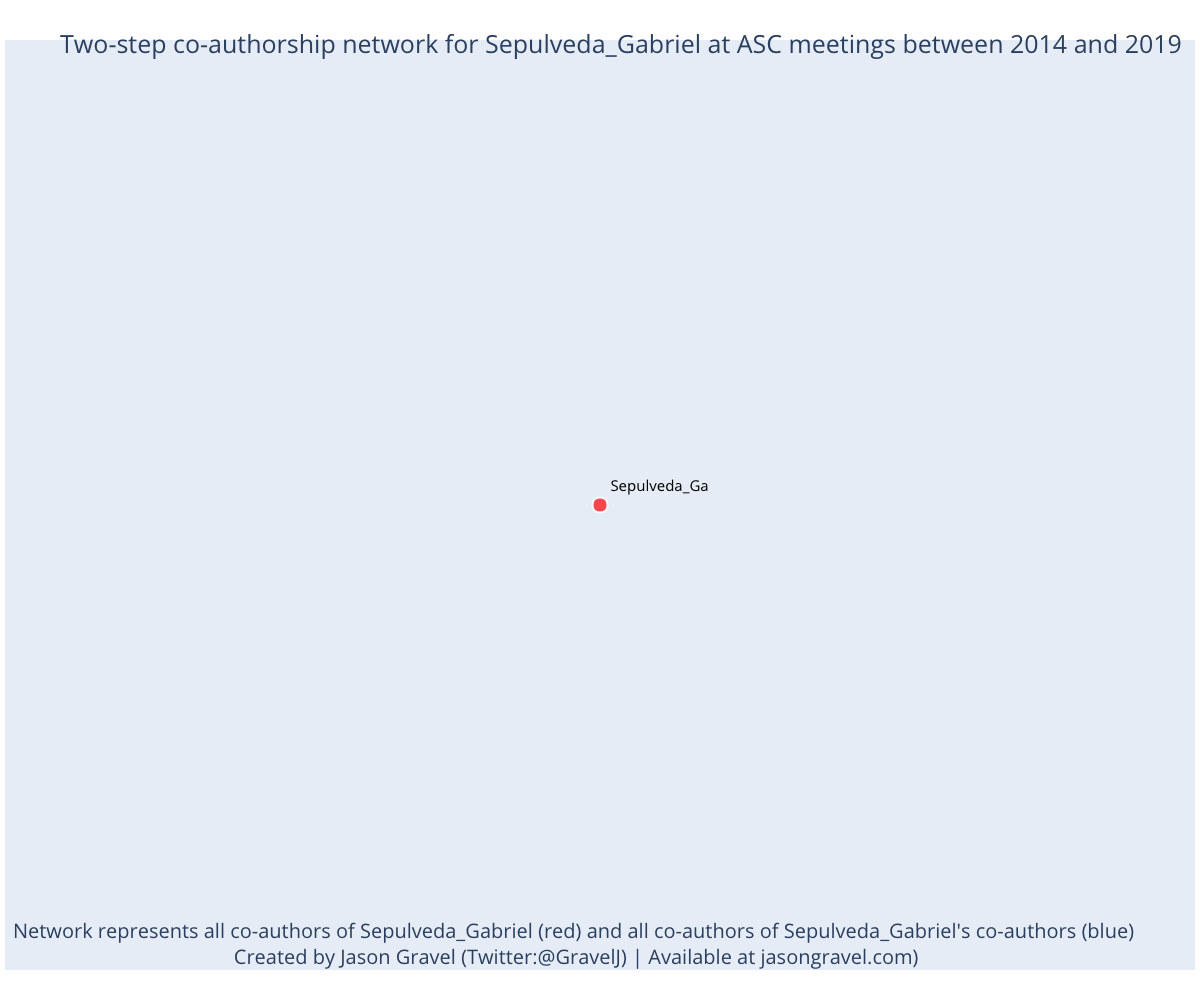 Two-step co-authorship network for Sepulveda_Gabriel at ASC meetings between 2014 and 2019
Sepulveda_Ga
Network represents all co-authors of Sepulveda_Gabriel (red) and all co-authors of Sepulveda_Gabriel's co-authors (blue)
Created by Jason Gravel (Twitter:@GravelJ) | Available at jasongravel.com)